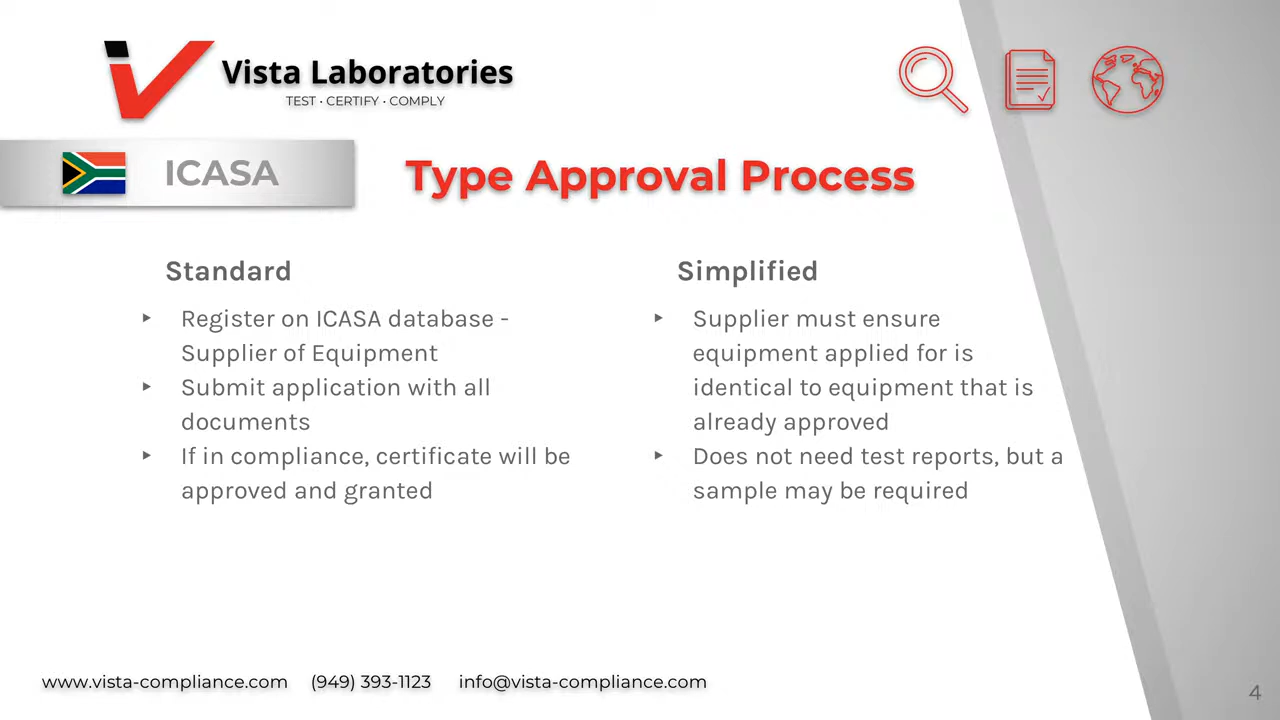 Vista Laboratories
TEST · CERTIFY · COMPLY
ICASA
Type Approval Process
Standard
▸ Register on ICASA database -
Supplier of Equipment
▸ Submit application with all
documents
▸ If in compliance, certificate will be
approved and granted
Simplified
▸ Supplier must ensure
equipment applied for is
identical to equipment that is
already approved
▸ Does not need test reports, but a
sample may be required
www.vista-compliance.com (949) 393-1123 info@vista-compliance.com
4